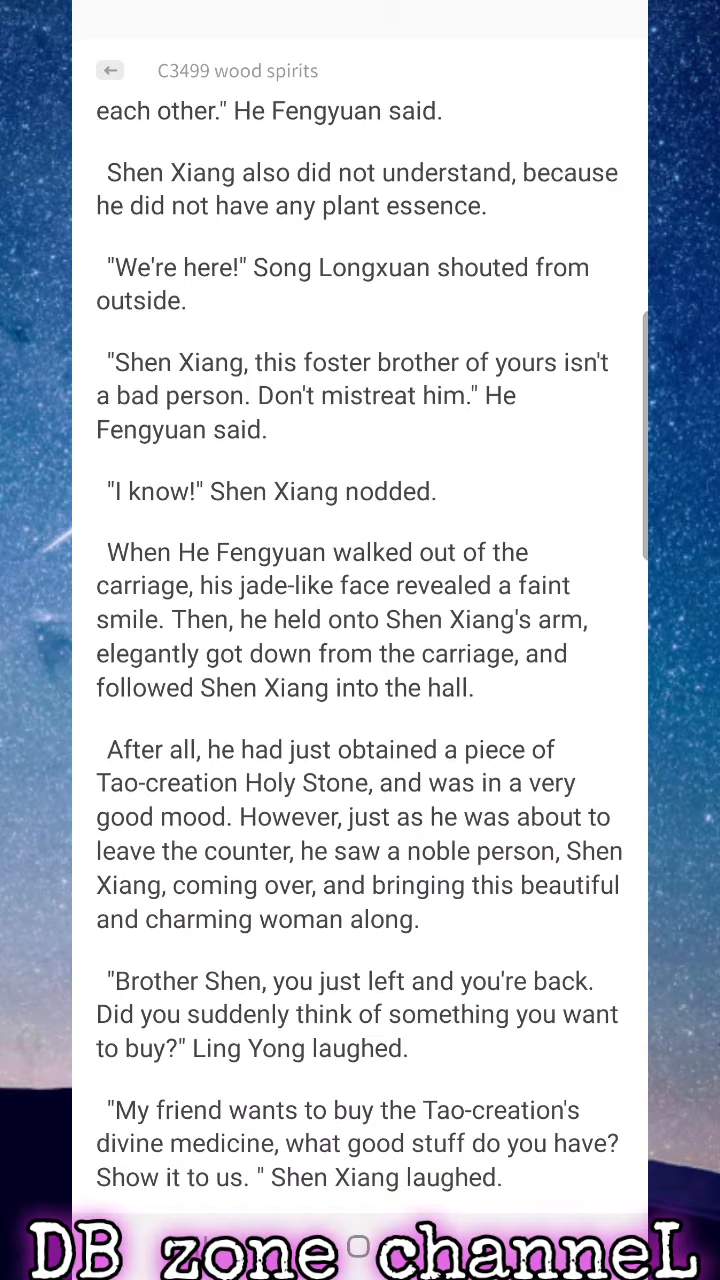 C3499 wood spirits
each other." He Fengyuan said.
Shen Xiang also did not understand, because
he did not have any plant essence.
"We're here!" Song Longxuan shouted from
outside.
"Shen Xiang, this foster brother of yours isn't
a bad person. Don't mistreat him." He
Fengyuan said.
"I know!" Shen Xiang nodded.
When He Fengyuan walked out of the
carriage, his jade-like face revealed a faint
smile. Then, he held onto Shen Xiang's arm,
elegantly got down from the carriage, and
followed Shen Xiang into the hall.
After all, he had just obtained a piece of
Tao-creation Holy Stone, and was in a very
good mood. However, just as he was about to
leave the counter, he saw a noble person, Shen
Xiang, coming over, and bringing this beautiful
and charming woman along.
"Brother Shen, you just left and you're back.
Did you suddenly think of something you want
to buy?" Ling Yong laughed.
"My friend wants to buy the Tao-creation's
divine medicine, what good stuff do you have?
Show it to us. " Shen Xiang laughed.
DB zone channeL